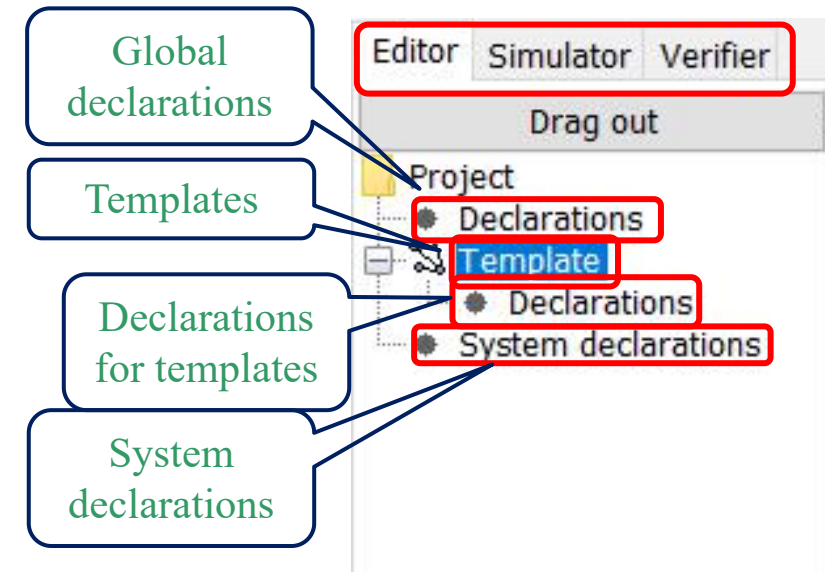 Global
declarations
Templates
Declarations
for templates
System
declarations
Editor Simulator Verifier
Drag out
Project
Declarations
Template
Declarations
System declarations